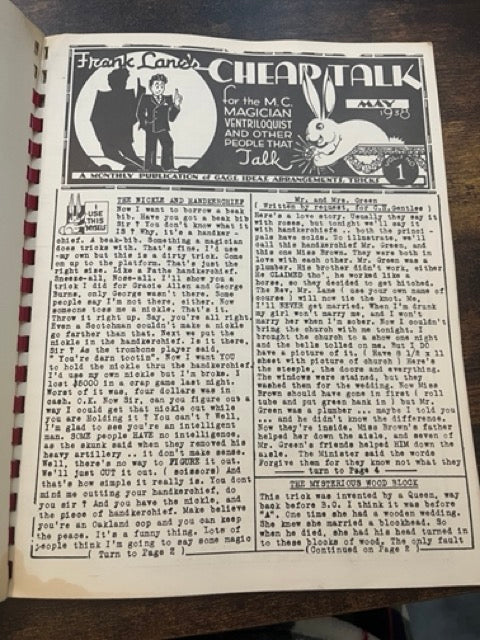 Frank Lane's CHEAP TALK
for the M.C.
MAGICIAN
VENTRILOQUIST
AND OTHER
PEOPLE THAT
Talk
MAY
1938
1
A MONTHLY PUBLICATION of GAGS IDEAS ARRANGEMENTS TRICKS
I
USE
THIS
MYSELF
THE NICKLE AND HANDKERCHIEF
Now I want to borrow a beak
bib. Have you got a beak bib
Sir ? You don't know what it
IS ? Why, it's a handker-
chief. A beak-bib. Something a magician
does tricks with. That's fine. I'd use
my own but this is a dirty trick. Come
on up to the platform. That's just the
right size. Like a Pathe handkerchief.
Sneeze-all, Nose-all. I'll show you a
trick I did for Gracie Allen and George
Burns, only George wasn't there. Some
people say I'm not there, either. Now
someone toss me a nickle. That's it.
Throw it right up. Say, you're all right.
Even a Scotchman couldn't make a nickle
go farther than that. Next we put the
nickle in the handkerchief. Is it there,
Sir ? As the trombone player said,
"You're darn tootin". Now I want YOU
to hold the nickle thru the handkerchief.
I'd use my own nickle but I'm broke. I
lost $5000 in a crap game last night.
Worst of it was, four dollars was in
cash. O.K. Now Sir, can you figure out a
way I could get that nickle out while
you are Holding it ? You can't ? Well,
I'm glad to see you're an intelligent
man. SOME people HAVE no intelligence,
as the skunk said when they removed his
heavy artillery .. it don't make sense.
Well, there's no way to FIGURE it out.
We'll just CUT it out. ( scissors) And
that's how simple it really is. You dont
mind me cutting your handkerchief, do
you sir ? And you have the nickle, and
the piece of handkerchief. Make believe
you're an Oakland cop and you can keep
the peace. It's a funny thing. Lots of
people think I'm going to say some magic
( Turn to Page 2 )
Mr. and Mrs. Green
( Written by request, for C.H.Gentles )
Here's a love story. Usually they say it
with roses, but tonight we'll say it
with handkerchiefs .. both the princi-
pals have colds. To illustrate, we'll
call this handkerchief Mr. Green, and
this one Miss Brown. They were both in
love with each other. Mr. Green was a
plumber. His brother didn't work, either
He CLAIMED tho', he worked like a
horse, so they decided to get hitched.
The Rev. Mr. Lane ( use your own name of
course ) will now tie the knot. Me,
I'll NEVER get married. When I'm drunk
my girl won't marry me, and I won't
marry her when I'm sober. Now I couldn't
bring the church with me tonight. I
brought the church to a show one night
and the bells tolled on me. But I DO
have a picture of it. ( Have 8 1/2 x 11
sheet with picture of church ) Here's
the steeple, the doors and everything.
The windows were stained, but they
washed them for the wedding. Now Miss
Brown should have gone in first ( roll
tube and put green hank in ) but Mr.
Green was a plumber ... maybe I told you
... and he didn't know the difference.
Now they're inside. Miss Brown's father
helped her down the aisle, and seven of
Mr. Green's friends helped HIM down the
aisle. The Minister said the words
Forgive them for they know not what they
turn to Page 4
THE MYSTERIOUS WOOD BLOCK
This trick was invented by a Queen, way
back before B.C. I think it was before
"A". One time she had a wooden wedding.
She knew she married a blockhead. So
when he died, she had his head turned in
to these blocks of wood. The only fault
(Continued on Page 2 )